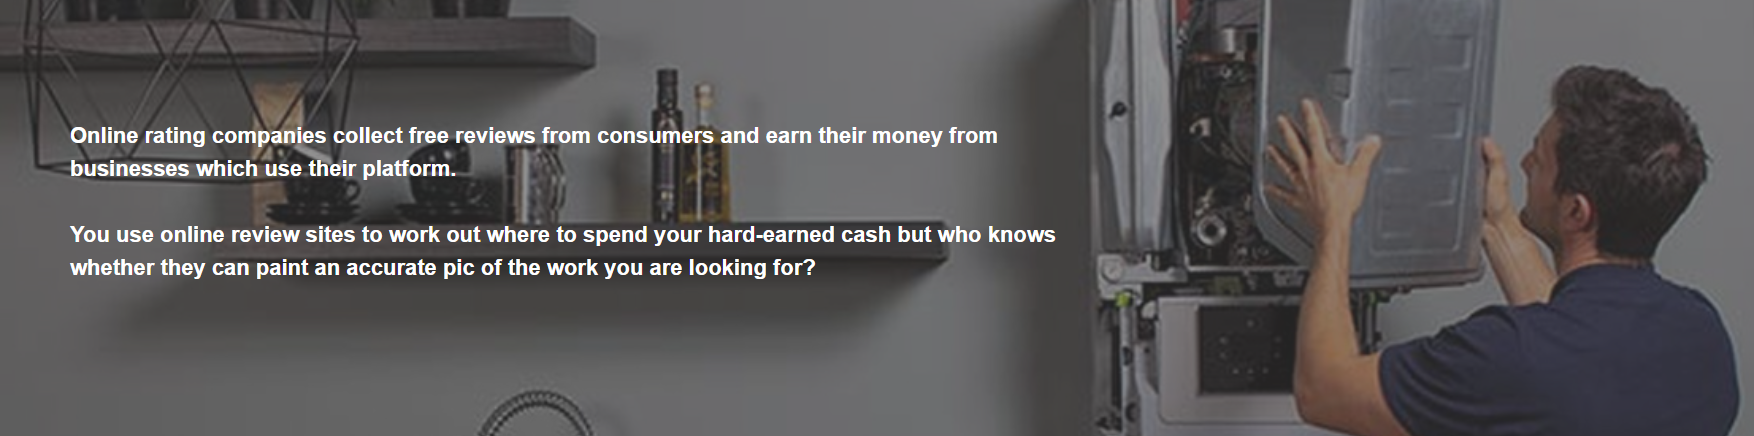 Online rating companies collect free reviews from consumers and earn their money from
businesses which use their platform.
You use online review sites to work out where to spend your hard-earned cash but who knows
whether they can paint an accurate pic of the work you are looking for?